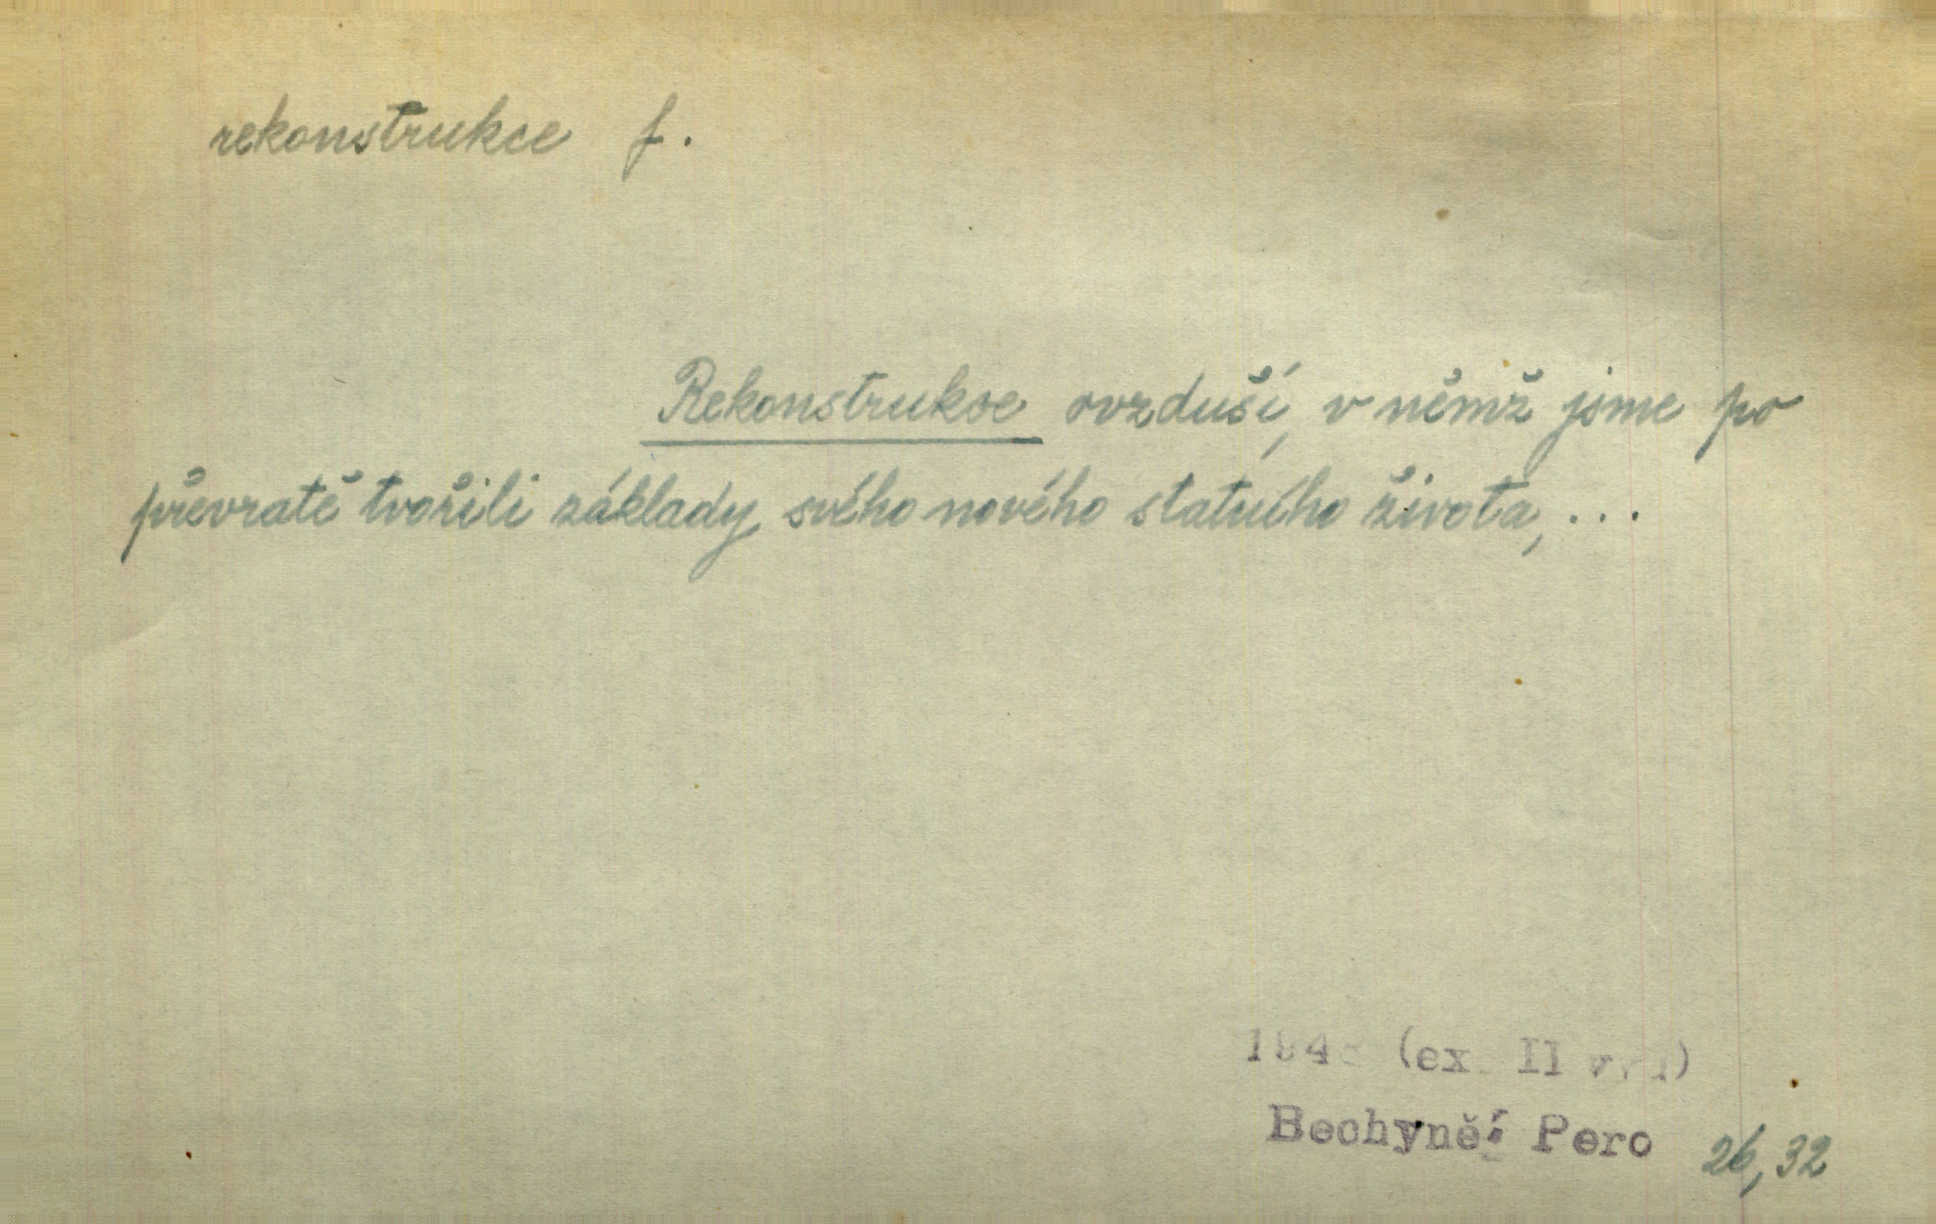 rekonstrukce f.
Rekonstrukce ovzduší, v němž jsme po
převratě tvořili základy svého nového státního života, ...
(ex. II vyd)
Bechyně: Pero 26, 32